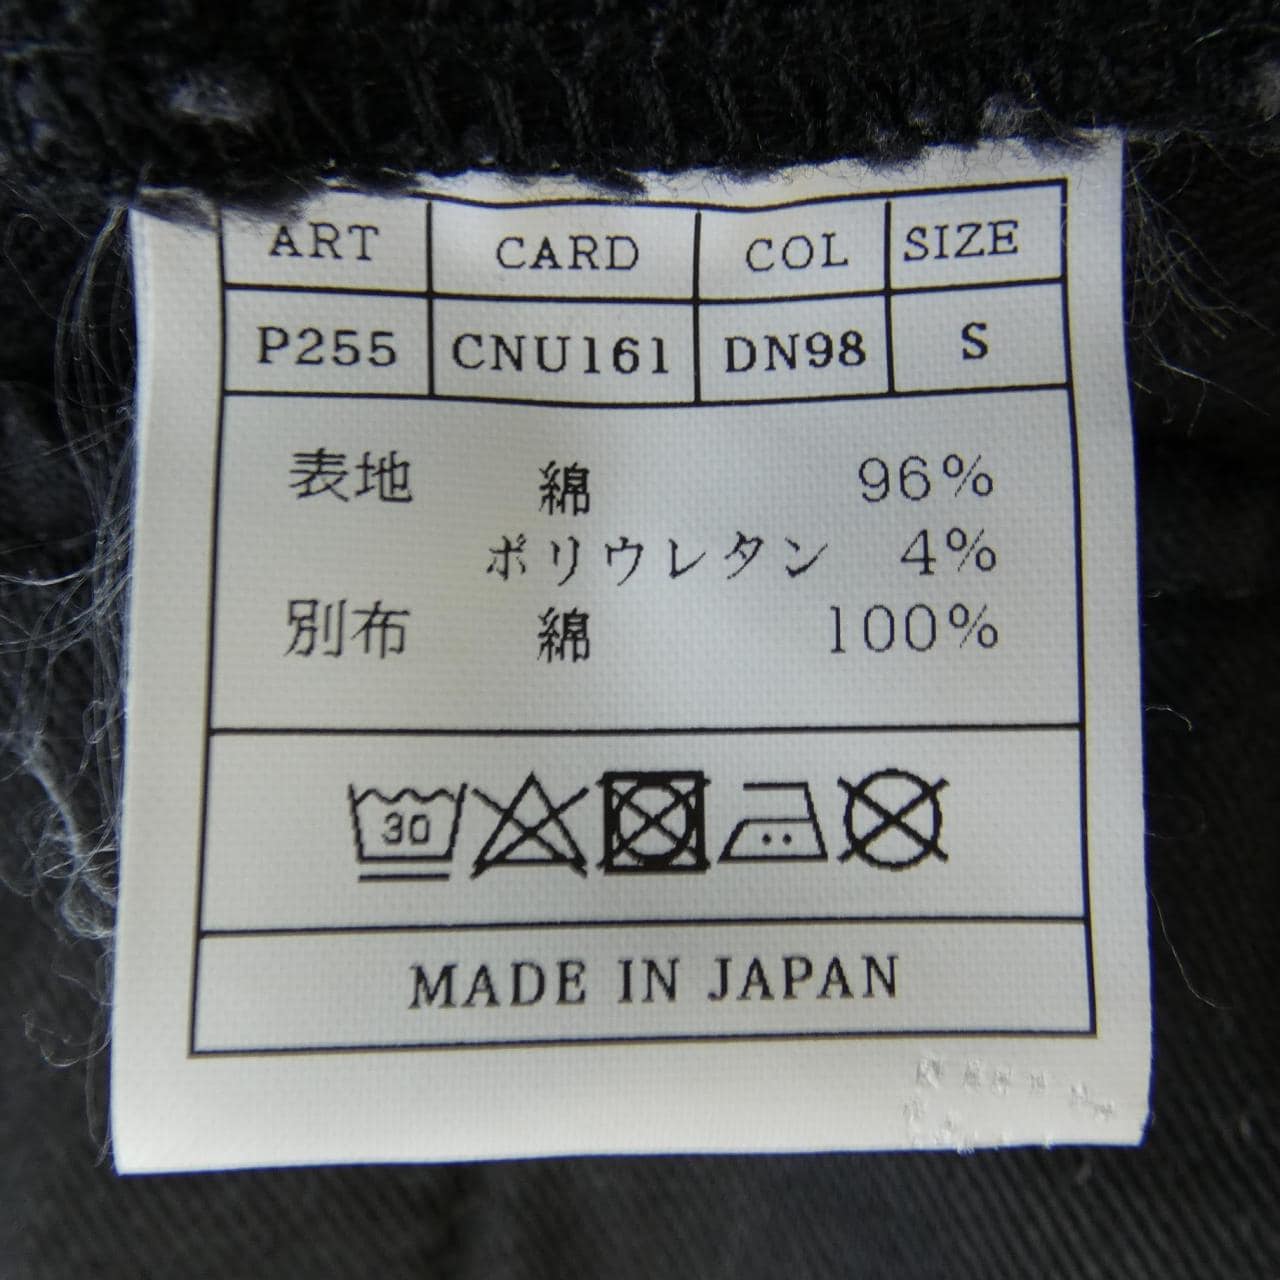 ART CARD COL SIZE
P255 CNU161 DN98 S
表地 綿 96%
ポリウレタン 4%
別布 綿 100%
30
MADE IN JAPAN